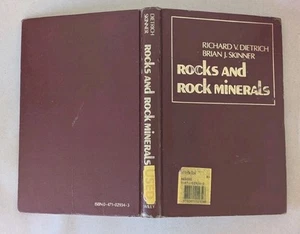 RICHARD V. DIETRICH
BRIAN J. SKINNER
ROCKS AND
ROCK MINERALS
DIETRICH
SKINNER
ROCKS AND ROCK MINERALS
WILEY